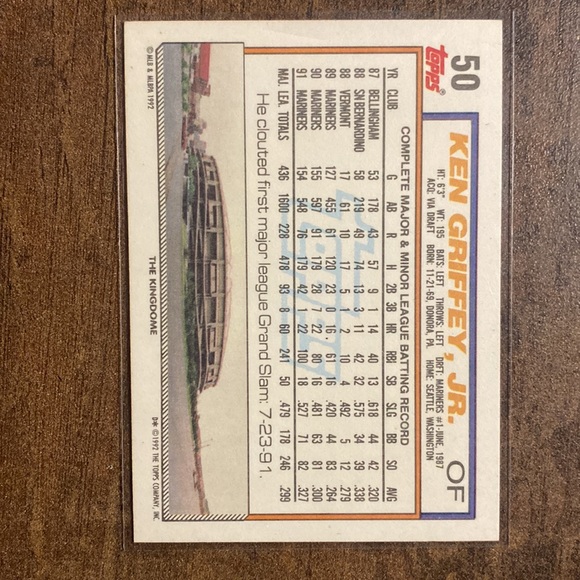 50
TOPPS®
KEN GRIFFEY, JR. OF
HT: 6'3" WT: 195 BATS: LEFT THROWS: LEFT DRFT: MARINERS #1-JUNE, 1987
ACQ: VIA DRAFT BORN: 11-21-69, DONORA, PA. HOME: SEATTLE, WASHINGTON
COMPLETE MAJOR & MINOR LEAGUE BATTING RECORD
YR CLUB G AB R H 2B 3B HR RBI SB SLG BB SO AVG
87 BELLINGHAM 53 178 43 57 9 1 14 40 13 .618 44 42 .320
88 SN BERNARDINO 58 219 49 74 13 3 11 42 32 .575 34 39 .338
88 VERMONT 17 61 10 17 5 1 2 10 4 .492 5 12 .279
89 MARINERS 127 455 61 120 23 0 16 61 16 .420 44 83 .264
90 MARINERS 155 597 91 179 28 7 22 80 16 .481 63 81 .300
91 MARINERS 154 548 76 179 42 1 22 100 18 .527 71 82 .327
MAJ. LEA. TOTALS 436 1600 228 478 93 8 60 241 50 .479 178 246 .299
He clouted first major league Grand Slam: 7-23-91.
THE KINGDOME
© MLB & MLBPA 1992
© 1992 THE TOPPS COMPANY, INC.